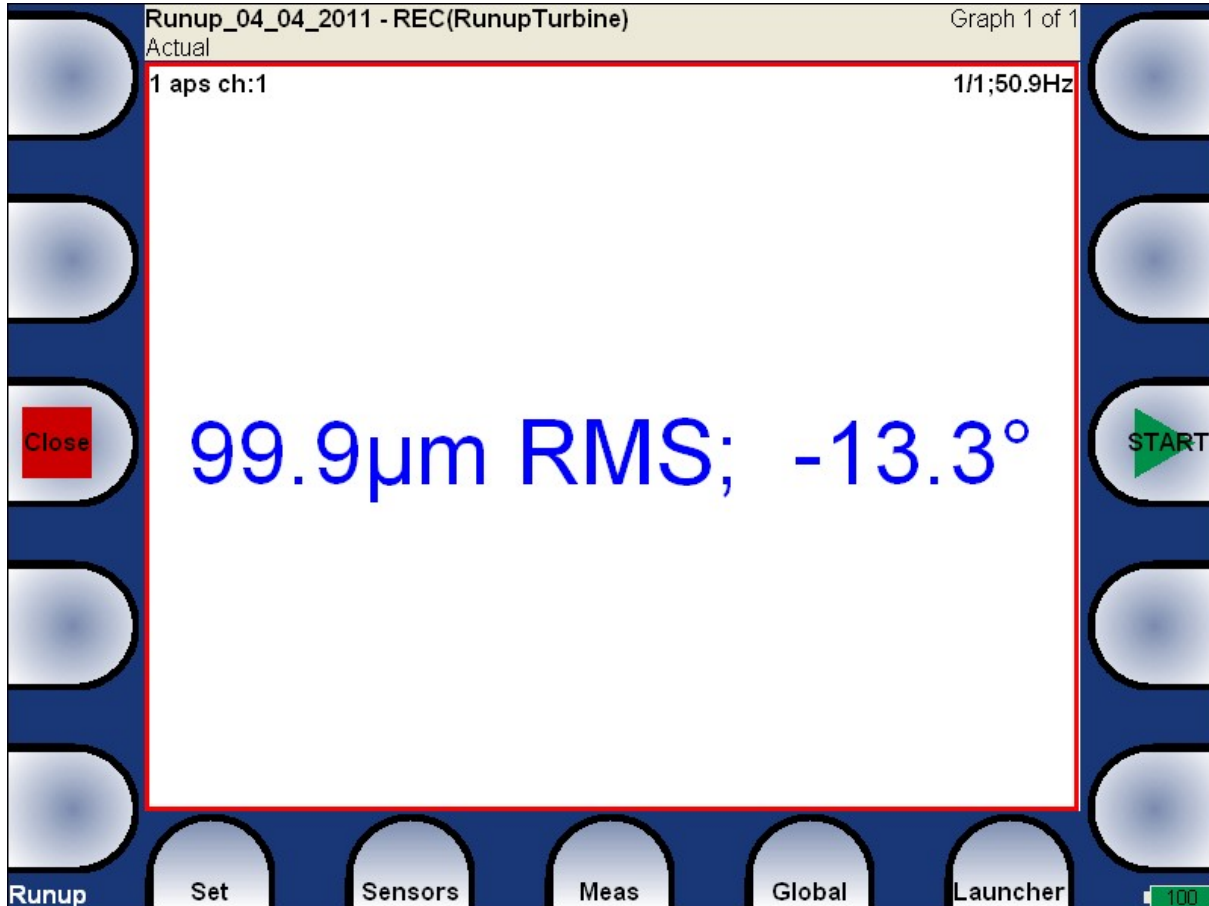 Runup_04_04_2011 - REC(RunupTurbine) Graph 1 of 1
Actual
1 aps ch:1 1/1;50.9Hz
Close
99.9µm RMS; -13.3°
START
Runup
Set
Sensors
Meas
Global
Launcher
100